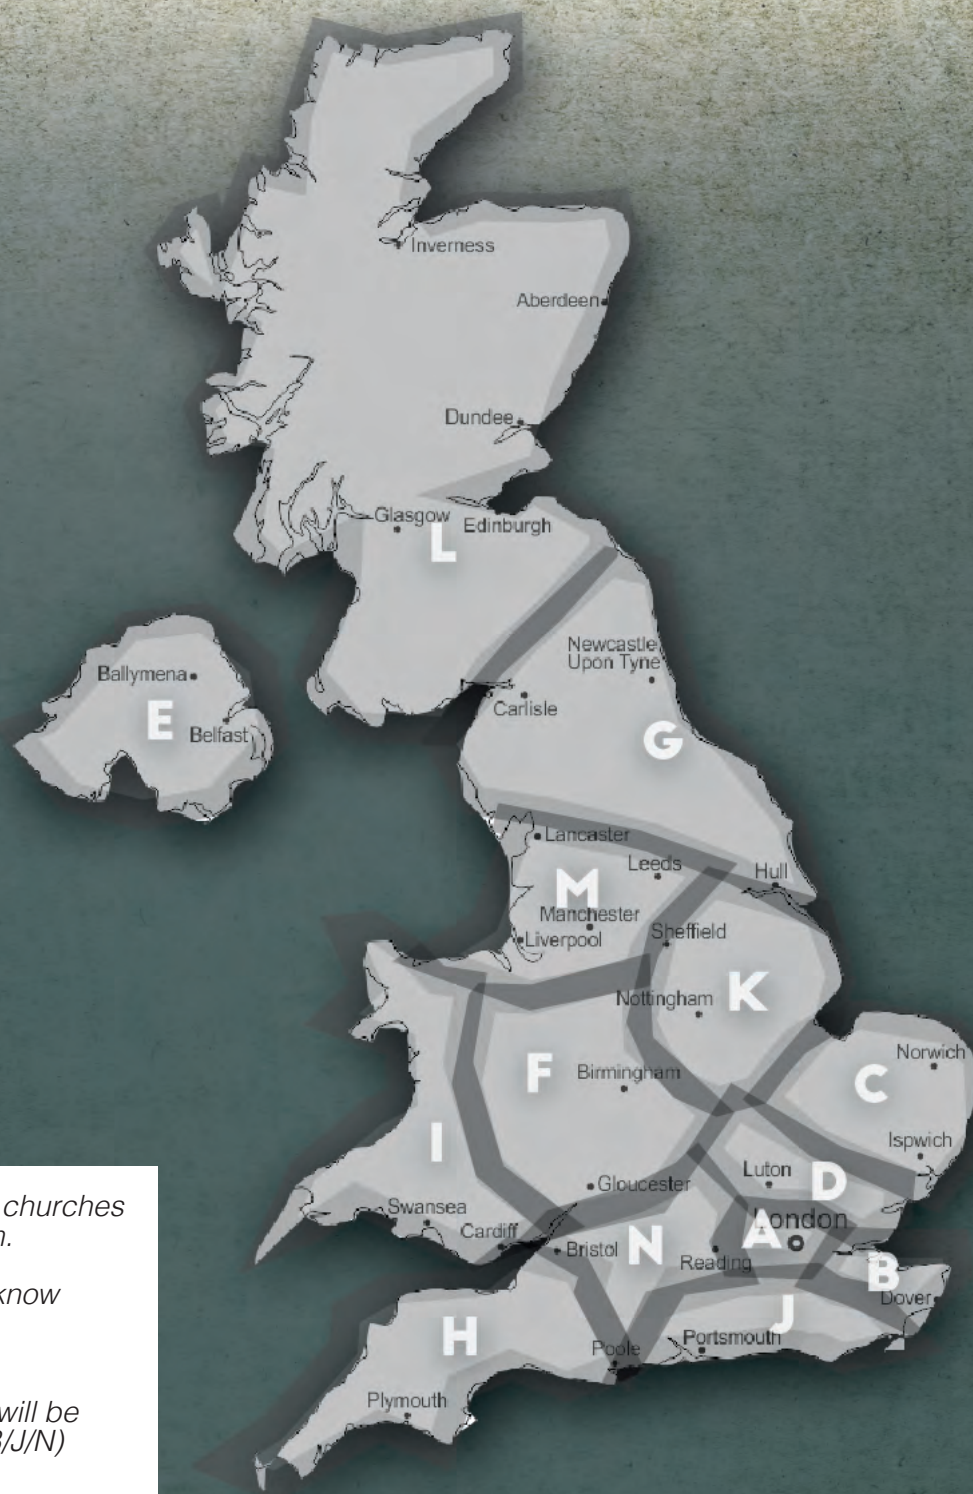 Inverness
Aberdeen
Dundee
Glasgow
Edinburgh
L
Newcastle
Upon Tyne
Ballymena
E
Belfast
Carlisle
G
Lancaster
Leeds
Hull
M
Manchester
Sheffield
Liverpool
Nottingham
K
Norwich
F
Birmingham
C
I
Ispwich
Luton
D
Gloucester
Swansea
London
A
Cardiff
Bristol
N
Reading
B
Dover
J
H
Portsmouth
Poole
Plymouth
churches
know
will be
/J/N)